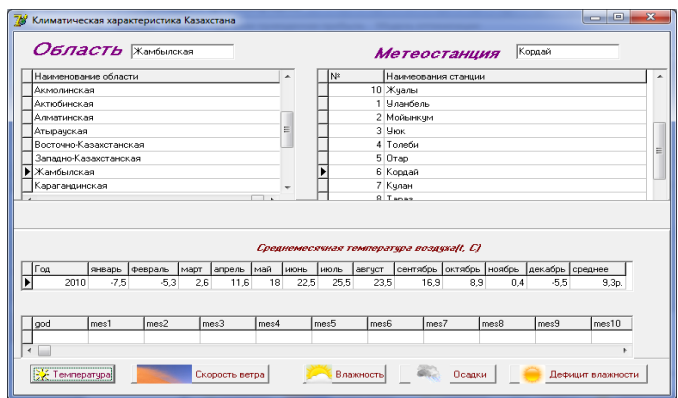 Климатическая характеристика Казахстана
Область Жамбылская Метеостанция Кордай
Наименование области
Акмолинская
Актюбинская
Алматинская
Атырауская
Восточно-Казахстанская
Западно-Казахстанская
Жамбылская
Карагандинская
№ Наимеования станции
10 Жуалы
1 Уланбель
2 Мойынкум
3 Уюк
4 Толеби
5 Отар
6 Кордай
7 Кулан
8 Тараз
Среднемесячная температура воздуха(t, C)
Год январь февраль март апрель май июнь июль август сентябрь октябрь ноябрь декабрь среднее
2010 -7,5 -5,3 2,6 11,6 18 22,5 25,5 23,5 16,9 8,9 0,4 -5,5 9,3р.
god mes1 mes2 mes3 mes4 mes5 mes6 mes7 mes8 mes9 mes10
Температура Скорость ветра Влажность Осадки Дефицит влажности